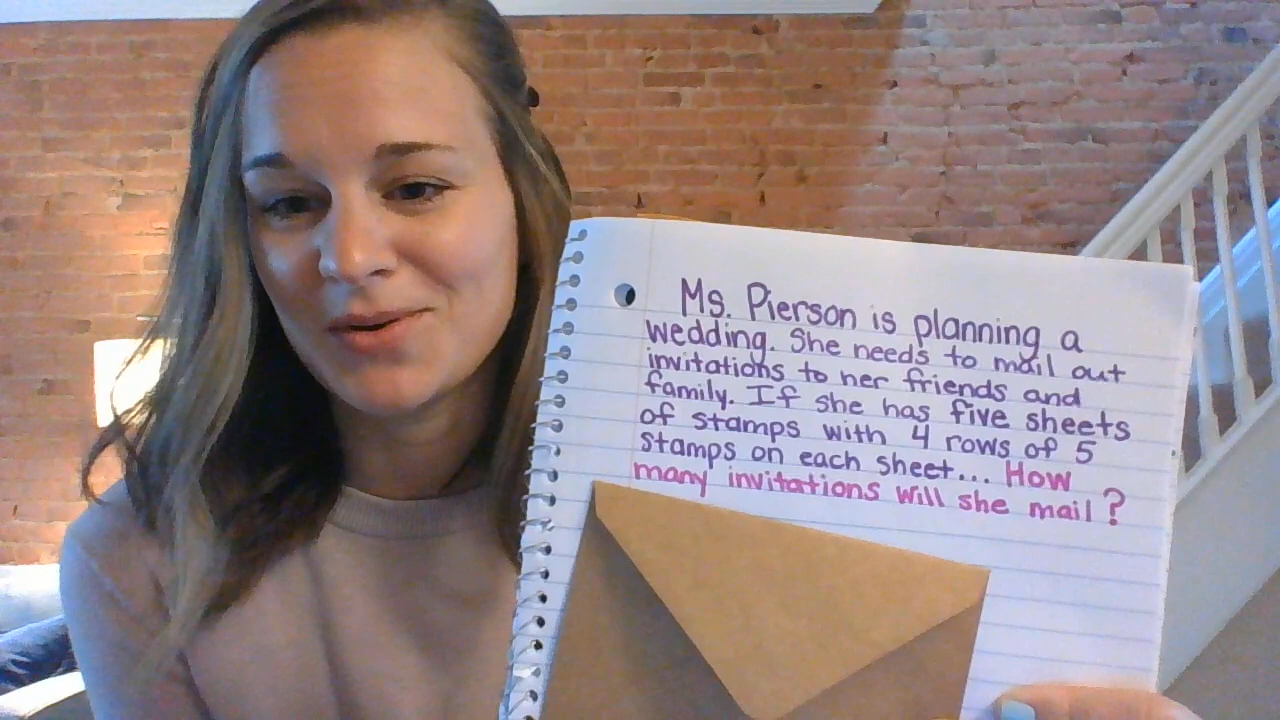 Ms. Pierson is planning a
wedding. She needs to mail out
invitations to her friends and
family. If she has five sheets
of stamps with 4 rows of 5
stamps on each sheet... How
many invitations will she mail?